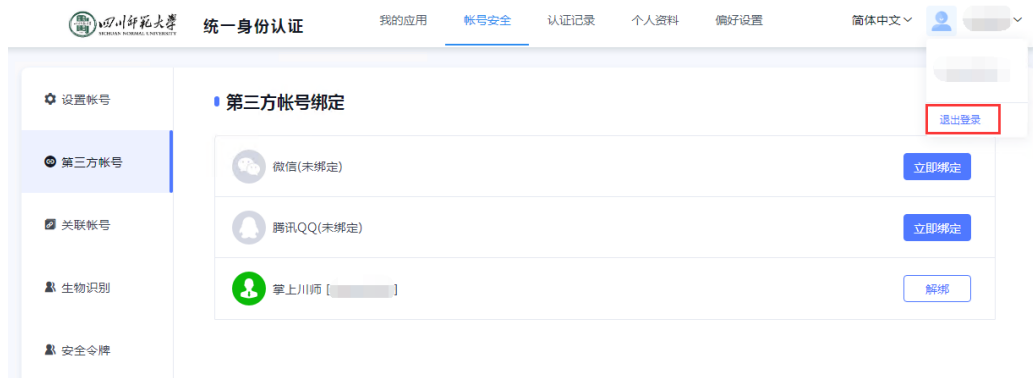 四川师范大学
SICHUAN NORMAL UNIVERSITY
统一身份认证 我的应用 帐号安全 认证记录 个人资料 偏好设置 简体中文
退出登录
设置帐号
第三方帐号
关联帐号
生物识别
安全令牌
第三方帐号绑定
微信(未绑定) 立即绑定
腾讯QQ(未绑定) 立即绑定
掌上川师 [ ] 解绑